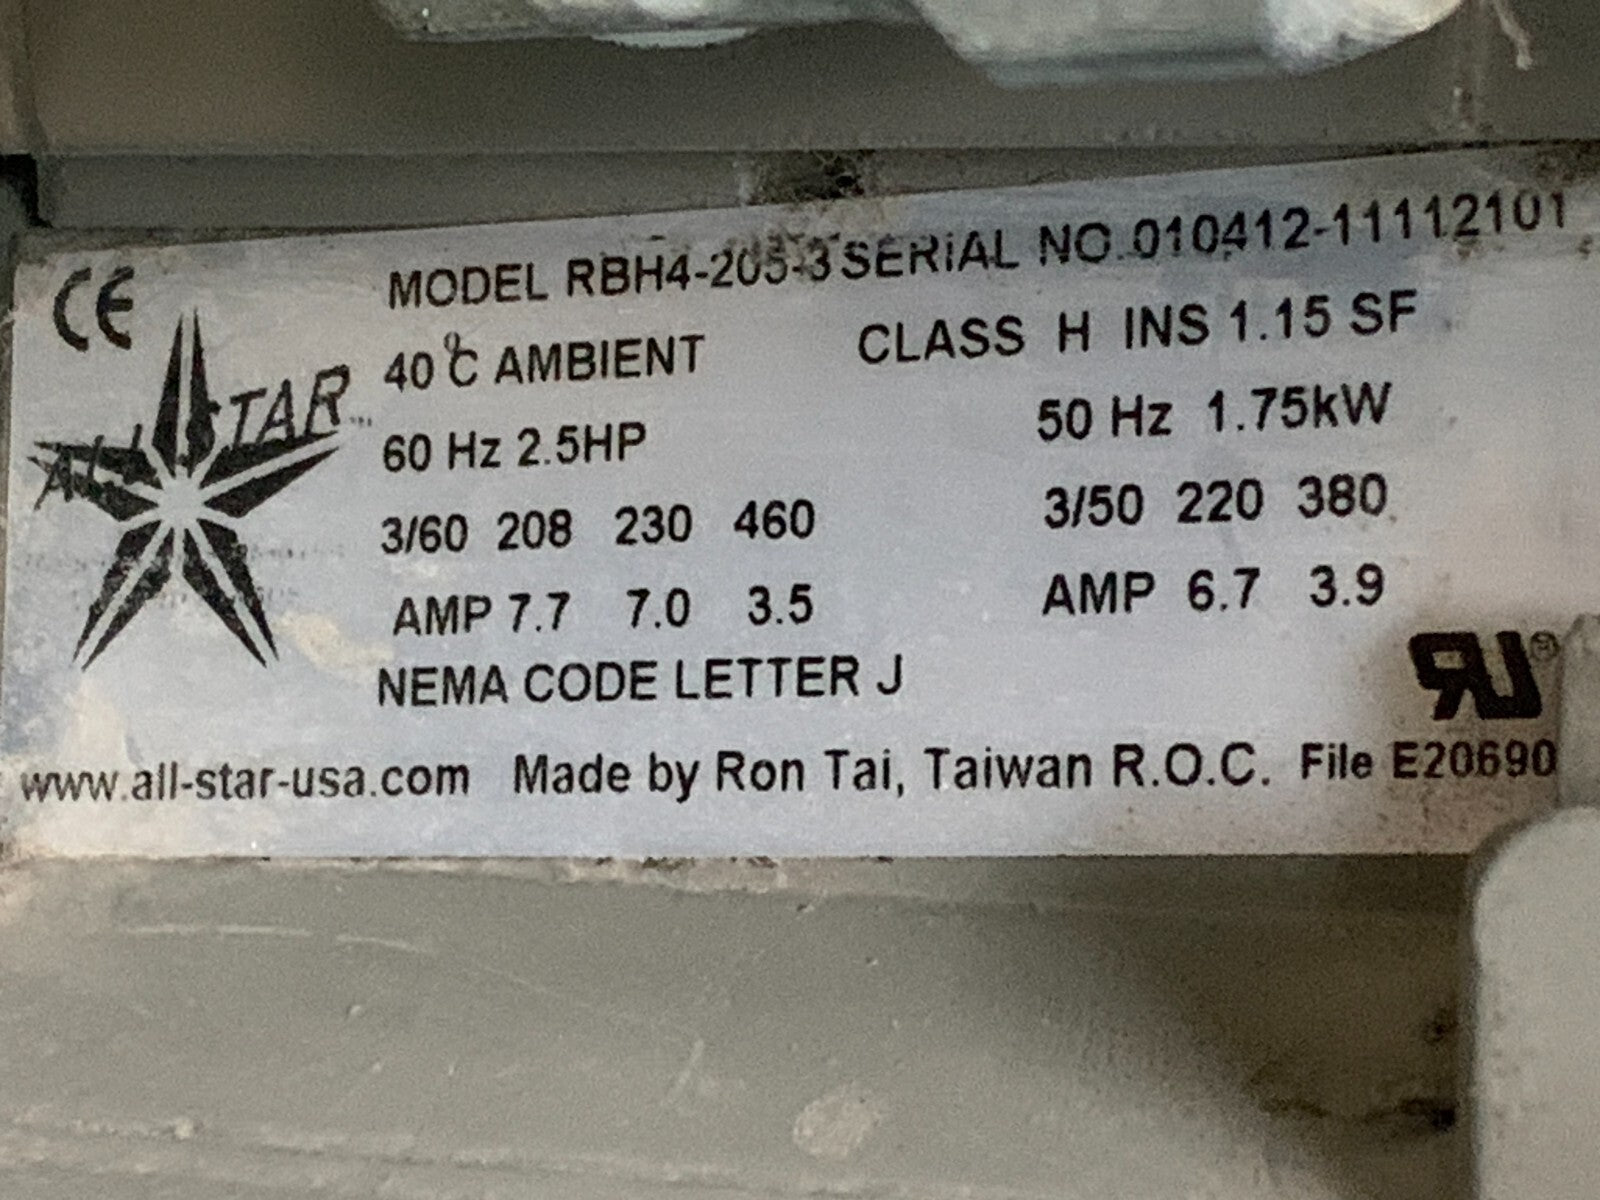 CE
ALL STAR
MODEL RBH4-205-3 SERIAL NO. 010412-11112101
40°C AMBIENT CLASS H INS 1.15 SF
60 Hz 2.5HP 50 Hz 1.75kW
3/60 208 230 460 3/50 220 380
AMP 7.7 7.0 3.5 AMP 6.7 3.9
NEMA CODE LETTER J
RU®
www.all-star-usa.com Made by Ron Tai, Taiwan R.O.C. File E20690